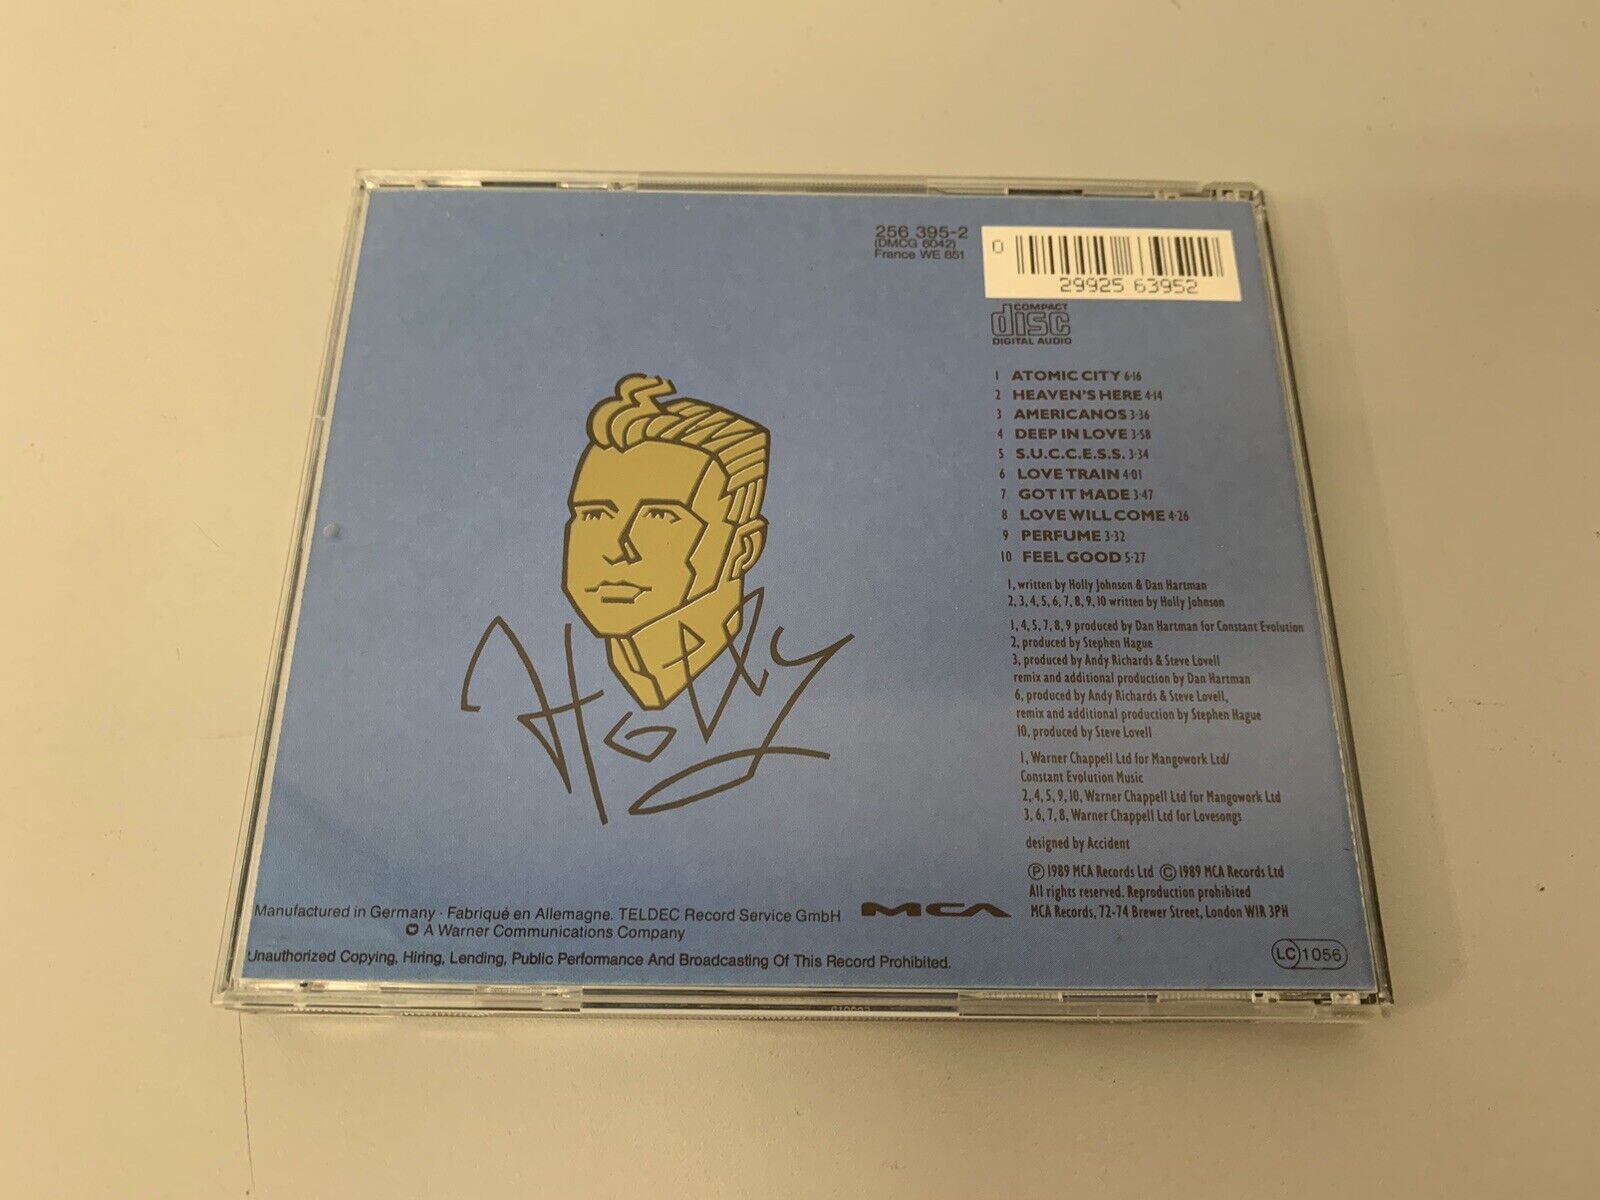 256 395-2
(DMCG 6042)
France WE 851
0
29925 63952
COMPACT
disc
DIGITAL AUDIO
1 ATOMIC CITY 6·16
2 HEAVEN'S HERE 4·14
3 AMERICANOS 3·36
4 DEEP IN LOVE 3·58
5 S.U.C.C.E.S.S. 3·34
6 LOVE TRAIN 4·01
7 GOT IT MADE 3·47
8 LOVE WILL COME 4·26
9 PERFUME 3·32
10 FEEL GOOD 5·27
1, written by Holly Johnson & Dan Hartman
2, 3, 4, 5, 6, 7, 8, 9, 10 written by Holly Johnson
1, 4, 5, 7, 8, 9 produced by Dan Hartman for Constant Evolution
2, produced by Stephen Hague
3, produced by Andy Richards & Steve Lovell
remix and additional production by Dan Hartman
6, produced by Andy Richards & Steve Lovell,
remix and additional production by Stephen Hague
10, produced by Steve Lovell
1, Warner Chappell Ltd for Mangowork Ltd/
Constant Evolution Music
2, 4, 5, 9, 10, Warner Chappell Ltd for Mangowork Ltd
3, 6, 7, 8, Warner Chappell Ltd for Lovesongs
designed by Accident
Ⓟ 1989 MCA Records Ltd © 1989 MCA Records Ltd
All rights reserved. Reproduction prohibited
MCA Records, 72-74 Brewer Street, London W1R 3PH
Holly
MCA
Manufactured in Germany · Fabriqué en Allemagne. TELDEC Record Service GmbH
A Warner Communications Company
Unauthorized Copying, Hiring, Lending, Public Performance And Broadcasting Of This Record Prohibited.
LC 1056